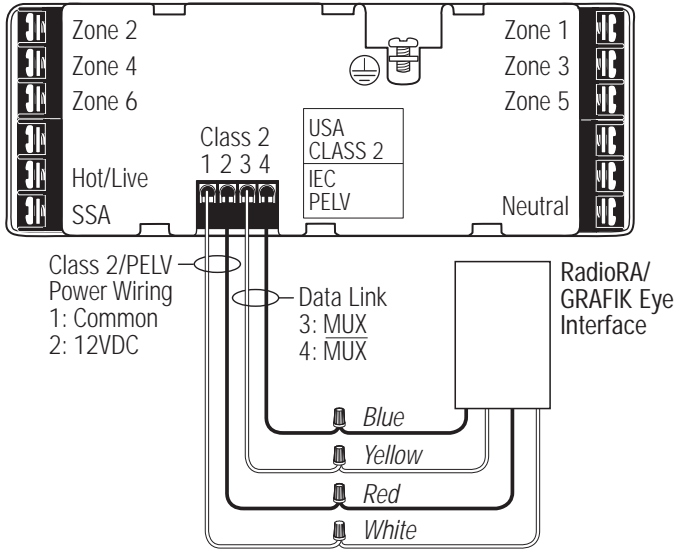 Zone 2
Zone 4
Zone 6
Zone 1
Zone 3
Zone 5
Class 2
1 2 3 4
USA
CLASS 2
IEC
PELV
Hot/Live
SSA
Neutral
Class 2/PELV
Power Wiring
1: Common
2: 12VDC
Data Link
3: MUX
4: M̅U̅X̅
RadioRA/
GRAFIK Eye
Interface
Blue
Yellow
Red
White